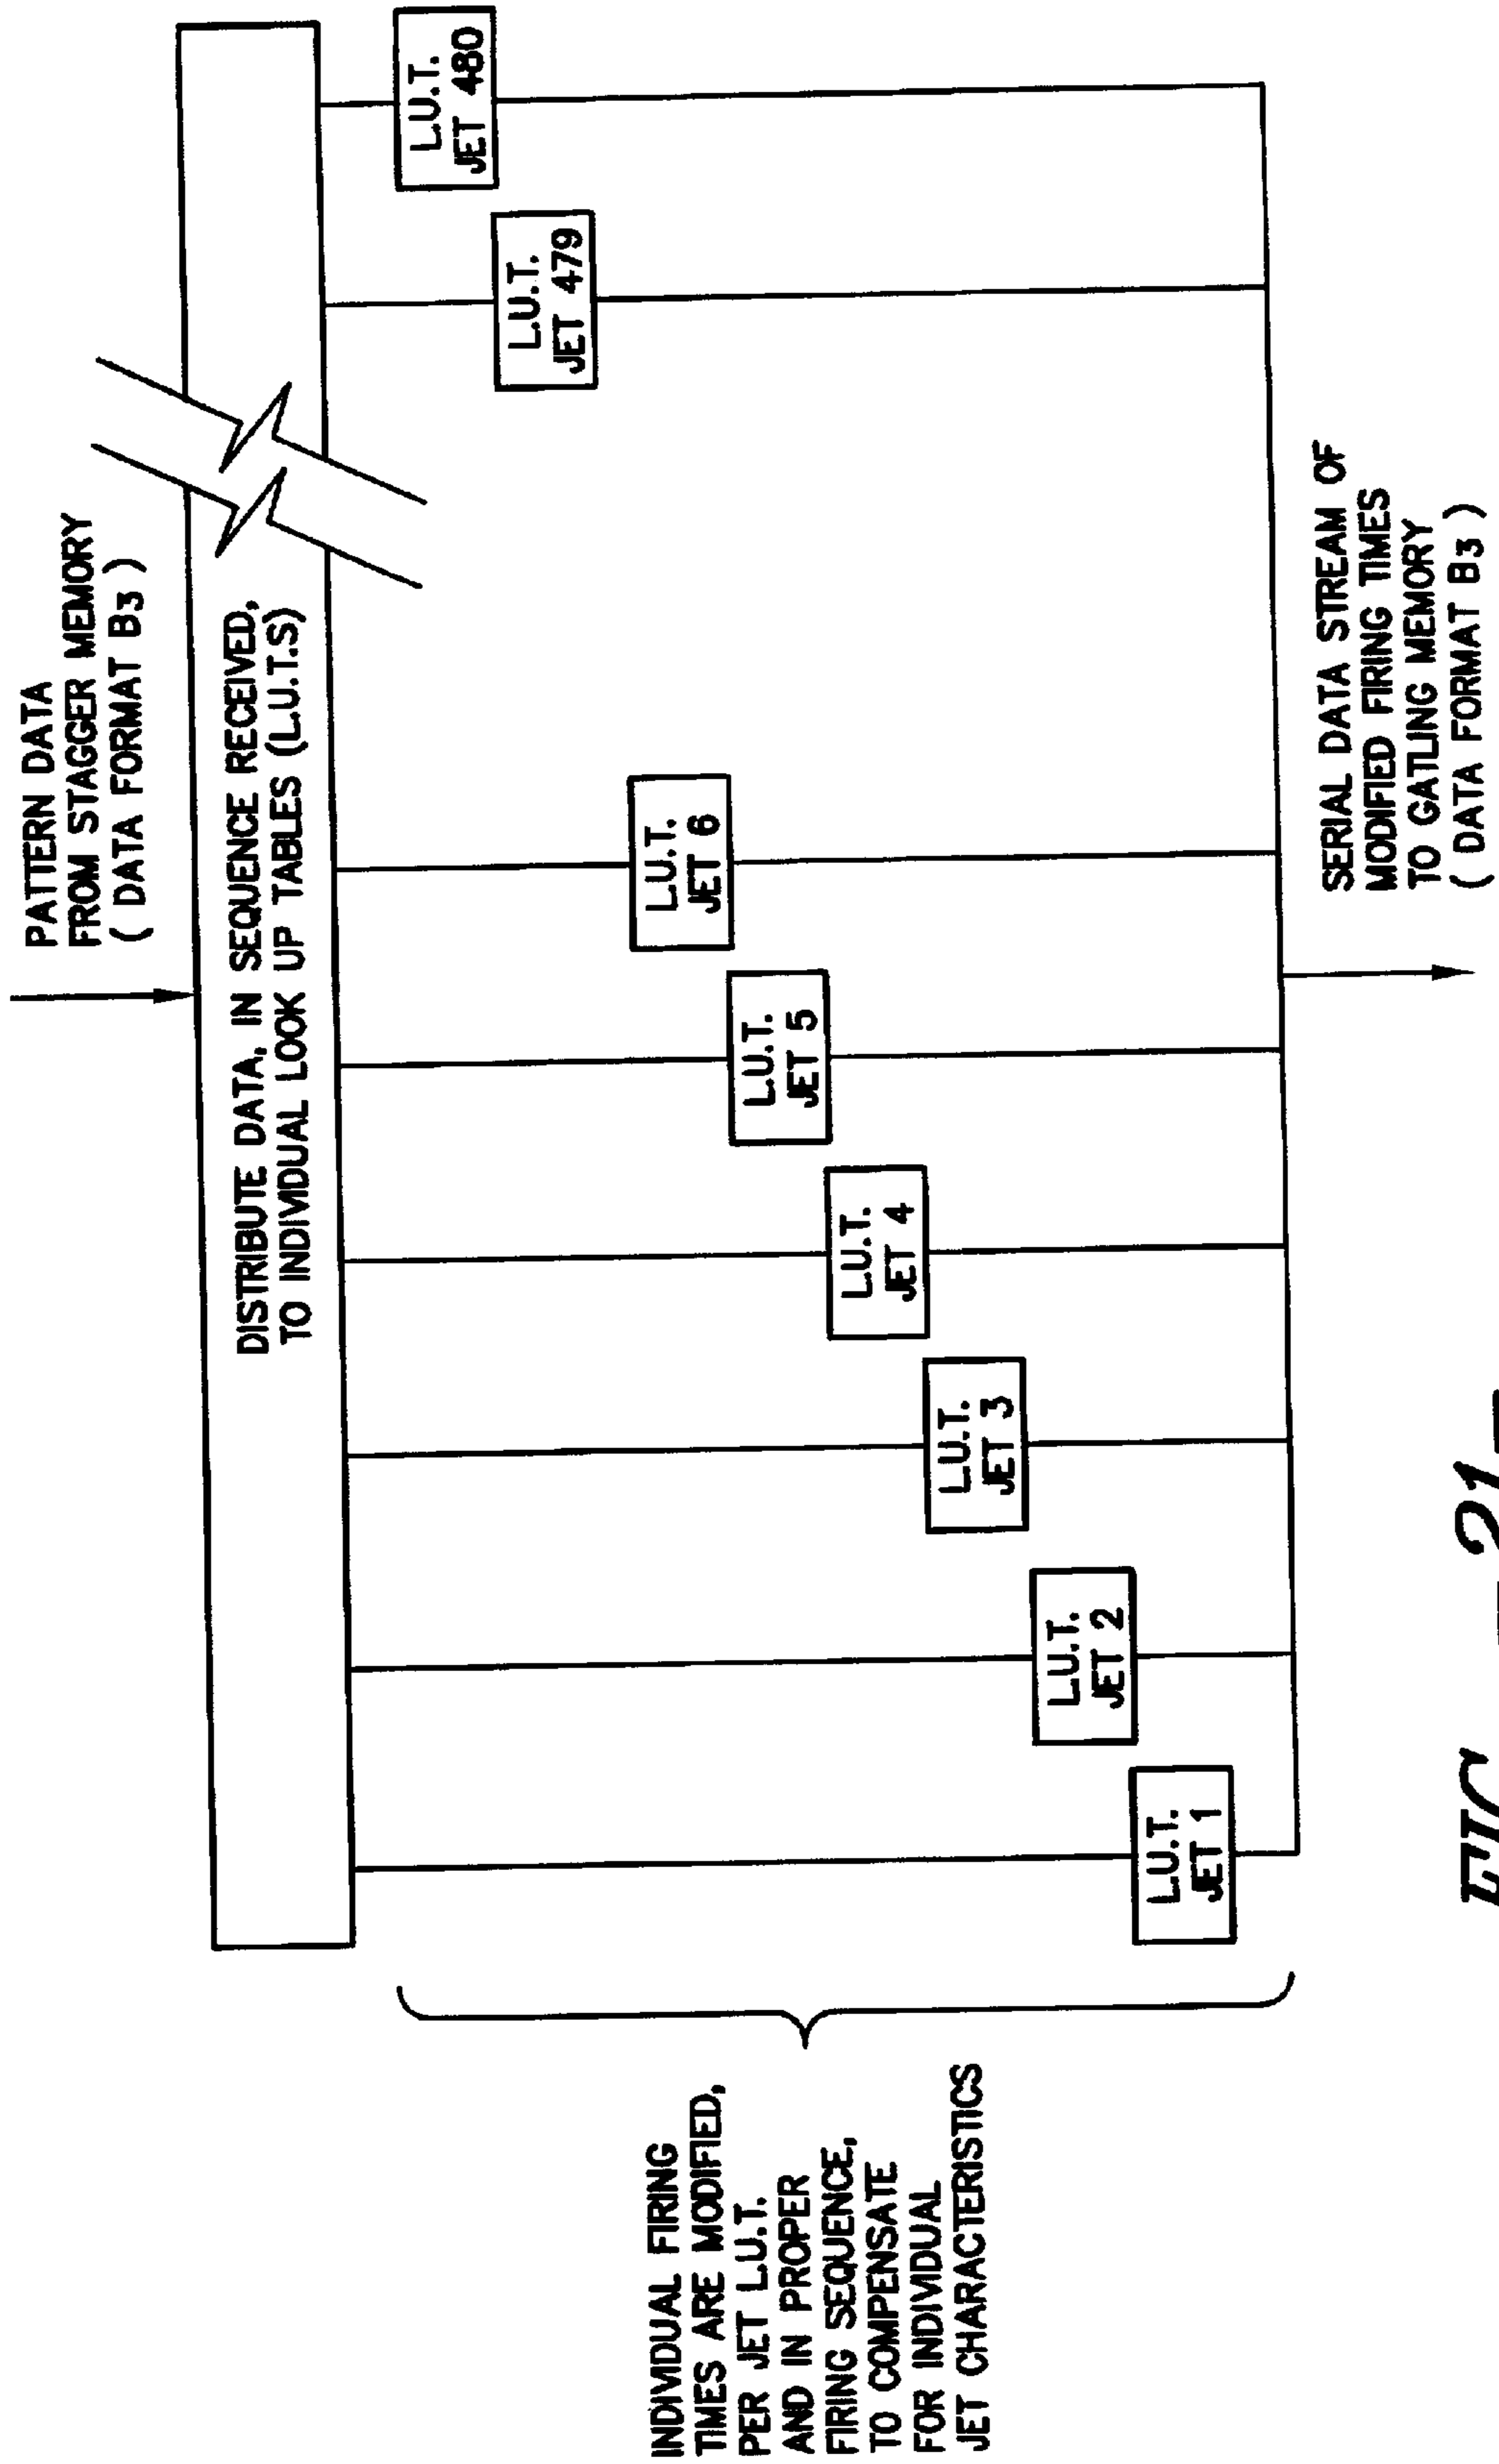 PATTERN DATA
FROM STAGGER MEMORY
( DATA FORMAT B3 )
DISTRIBUTE DATA, IN SEQUENCE RECEIVED,
TO INDIVIDUAL LOOK UP TABLES (L.U.T.S)
INDIVIDUAL FIRING
TIMES ARE MODIFIED,
PER JET L.U.T.
AND IN PROPER
FIRING SEQUENCE,
TO COMPENSATE
FOR INDIVIDUAL
JET CHARACTERISTICS
L.U.T.
JET 1
L.U.T.
JET 2
L.U.T.
JET 3
L.U.T.
JET 4
L.U.T.
JET 5
L.U.T.
JET 6
L.U.T.
JET 479
L.U.T.
JET 480
SERIAL DATA STREAM OF
MODIFIED FIRING TIMES
TO GATLING MEMORY
( DATA FORMAT B3 )